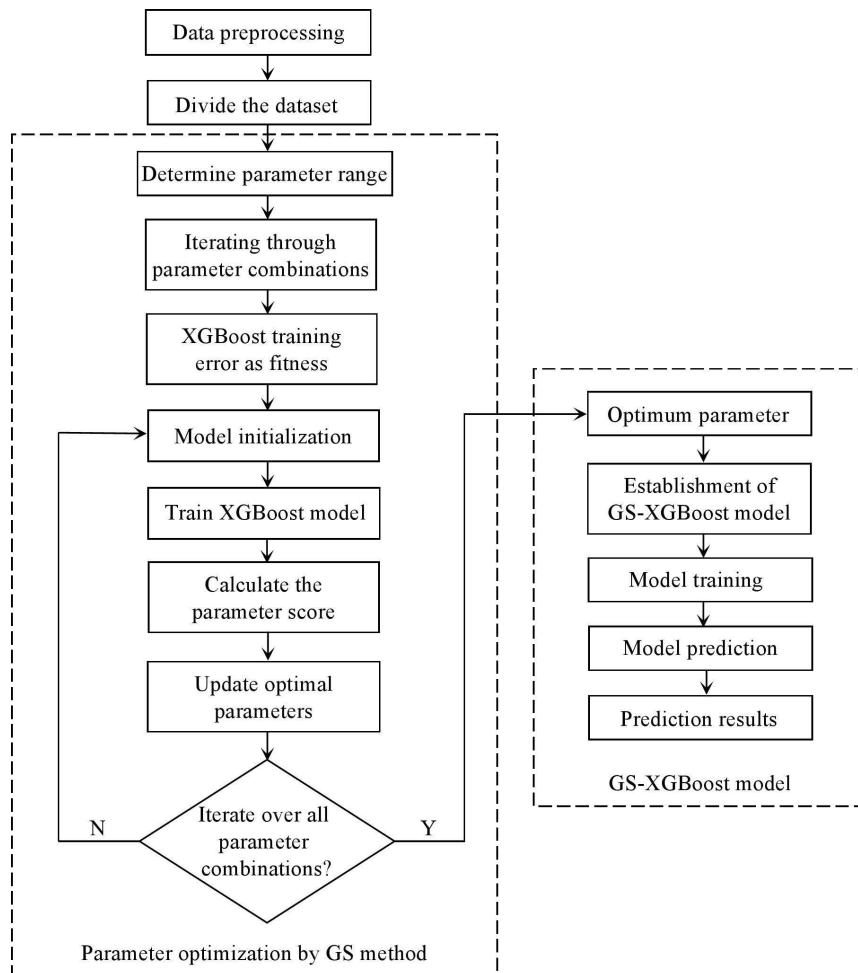 Data preprocessing
Divide the dataset
Determine parameter range
Iterating through
parameter combinations
XGBoost training
error as fitness
Model initialization
Train XGBoost model
Calculate the
parameter score
Update optimal
parameters
Iterate over all
parameter
combinations?
N
Y
Parameter optimization by GS method
Optimum parameter
Establishment of
GS-XGBoost model
Model training
Model prediction
Prediction results
GS-XGBoost model